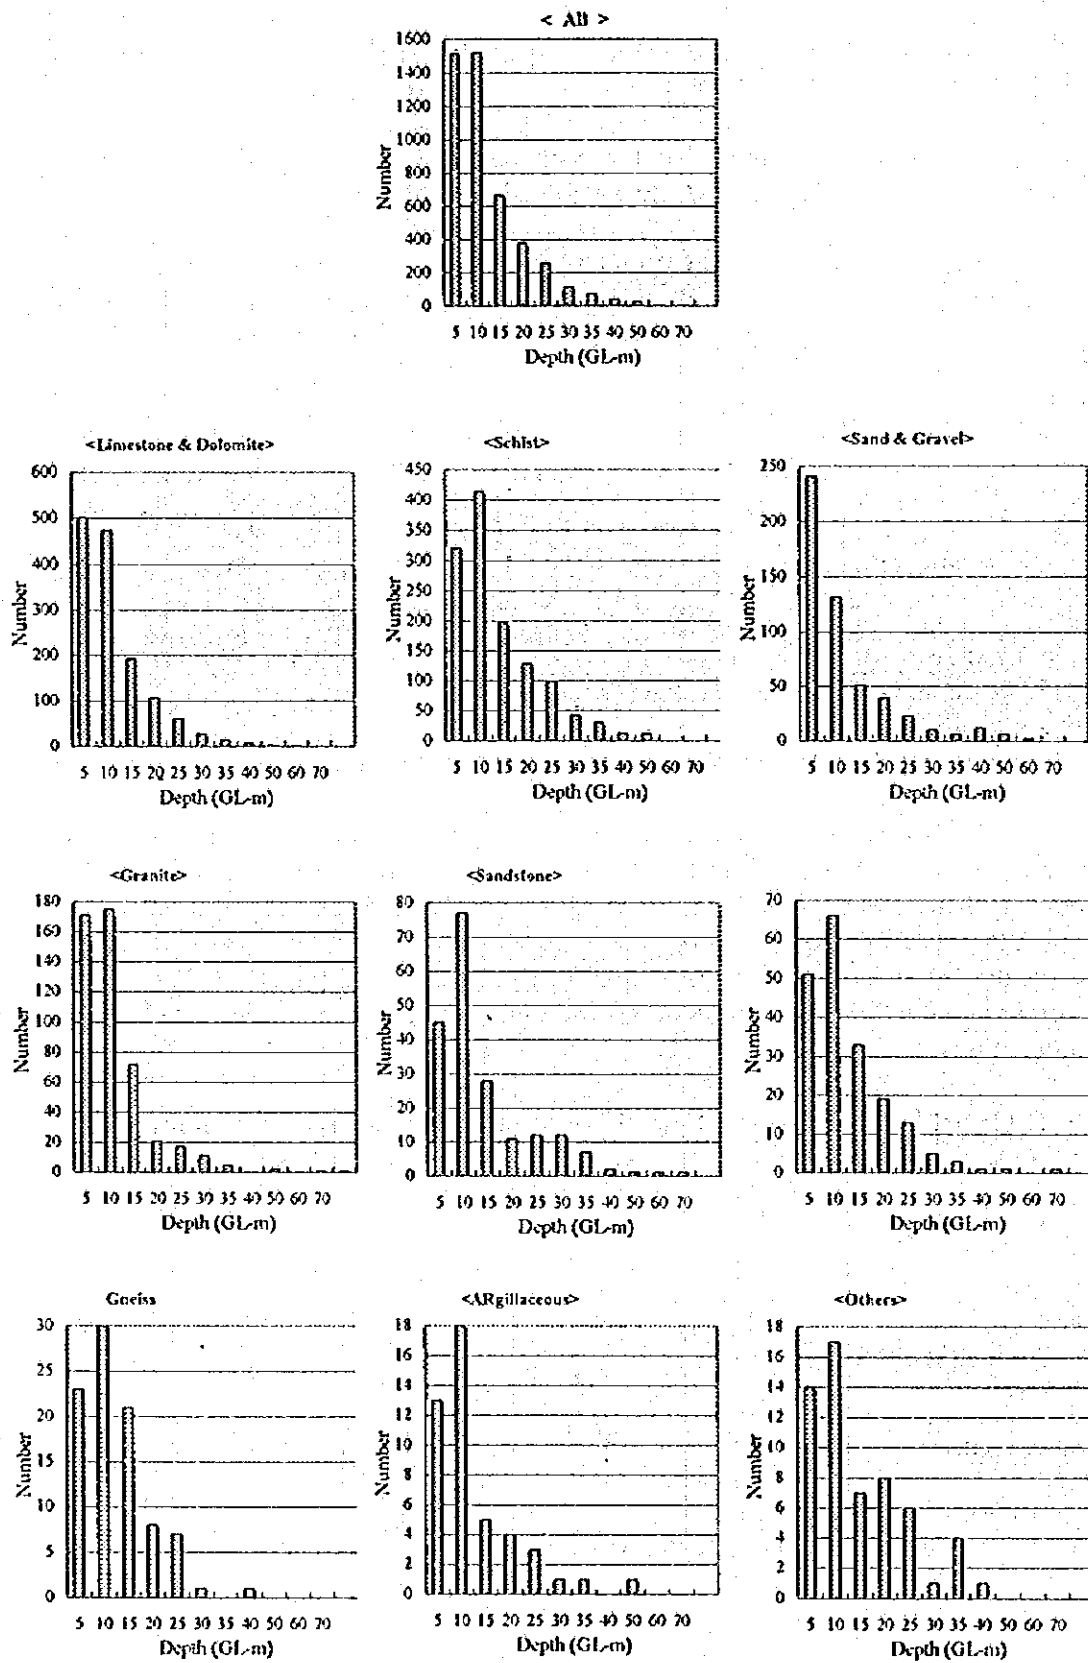 < All >
1600
1400
1200
1000
800
600
400
200
0
Number
5 10 15 20 25 30 35 40 50 60 70
Depth (GL-m)
<Limestone & Dolomite>
600
500
400
300
200
100
0
Number
5 10 15 20 25 30 35 40 50 60 70
Depth (GL-m)
<Schist>
450
400
350
300
250
200
150
100
50
0
Number
5 10 15 20 25 30 35 40 50 60 70
Depth (GL-m)
<Sand & Gravel>
250
200
150
100
50
0
Number
5 10 15 20 25 30 35 40 50 60 70
Depth (GL-m)
<Granite>
180
160
140
120
100
80
60
40
20
0
Number
5 10 15 20 25 30 35 40 50 60 70
Depth (GL-m)
<Sandstone>
80
70
60
50
40
30
20
10
0
Number
5 10 15 20 25 30 35 40 50 60 70
Depth (GL-m)
70
60
50
40
30
20
10
0
Number
5 10 15 20 25 30 35 40 50 60 70
Depth (GL-m)
Gneiss
30
25
20
15
10
5
0
Number
5 10 15 20 25 30 35 40 50 60 70
Depth (GL-m)
<ARgillaceous>
18
16
14
12
10
8
6
4
2
0
Number
5 10 15 20 25 30 35 40 50 60 70
Depth (GL-m)
<Others>
18
16
14
12
10
8
6
4
2
0
Number
5 10 15 20 25 30 35 40 50 60 70
Depth (GL-m)